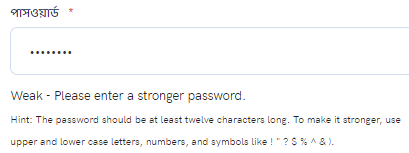 পাসওয়ার্ড *
••••••••
Weak - Please enter a stronger password.
Hint: The password should be at least twelve characters long. To make it stronger, use
upper and lower case letters, numbers, and symbols like ! " ? $ % ^ & ).